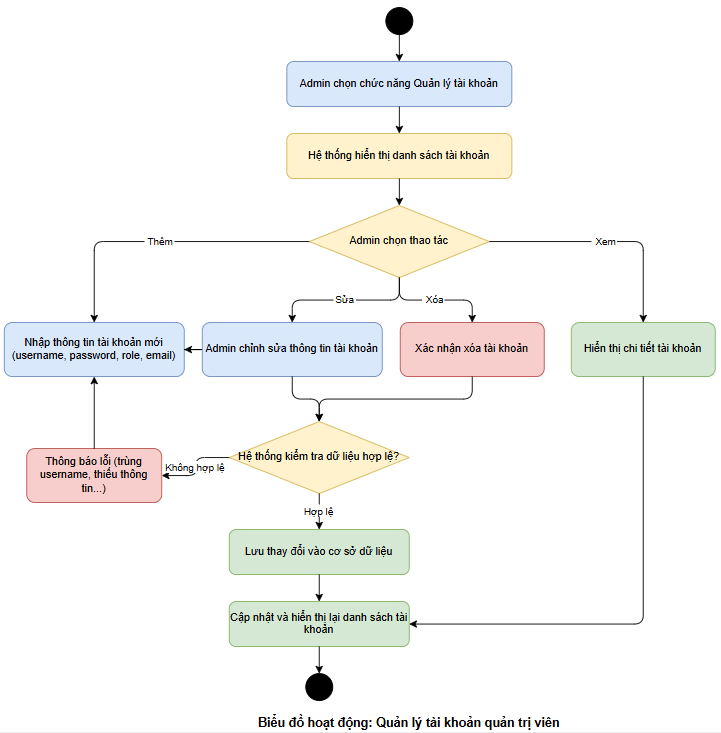 Admin chọn chức năng Quản lý tài khoản
Hệ thống hiển thị danh sách tài khoản
Admin chọn thao tác
Thêm
Xem
Sửa
Xóa
Nhập thông tin tài khoản mới
(username, password, role, email)
Admin chỉnh sửa thông tin tài khoản
Xác nhận xóa tài khoản
Hiển thị chi tiết tài khoản
Hệ thống kiểm tra dữ liệu hợp lệ?
Thông báo lỗi (trùng
username, thiếu thông
tin...)
Không hợp lệ
Hợp lệ
Lưu thay đổi vào cơ sở dữ liệu
Cập nhật và hiển thị lại danh sách tài
khoản
Biểu đồ hoạt động: Quản lý tài khoản quản trị viên